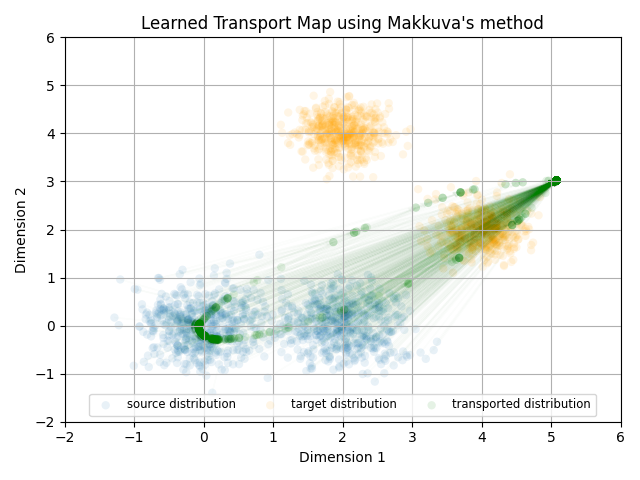 Learned Transport Map using Makkuva's method
6
5
4
3
2
1
0
−1
−2
Dimension 2
source distribution target distribution transported distribution
−2 −1 0 1 2 3 4 5 6
Dimension 1